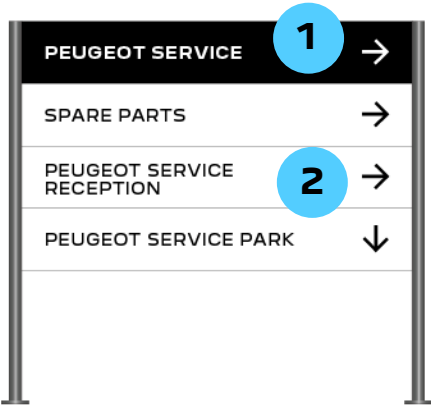 1
PEUGEOT SERVICE →
SPARE PARTS →
PEUGEOT SERVICE
RECEPTION →
2
PEUGEOT SERVICE PARK ↓